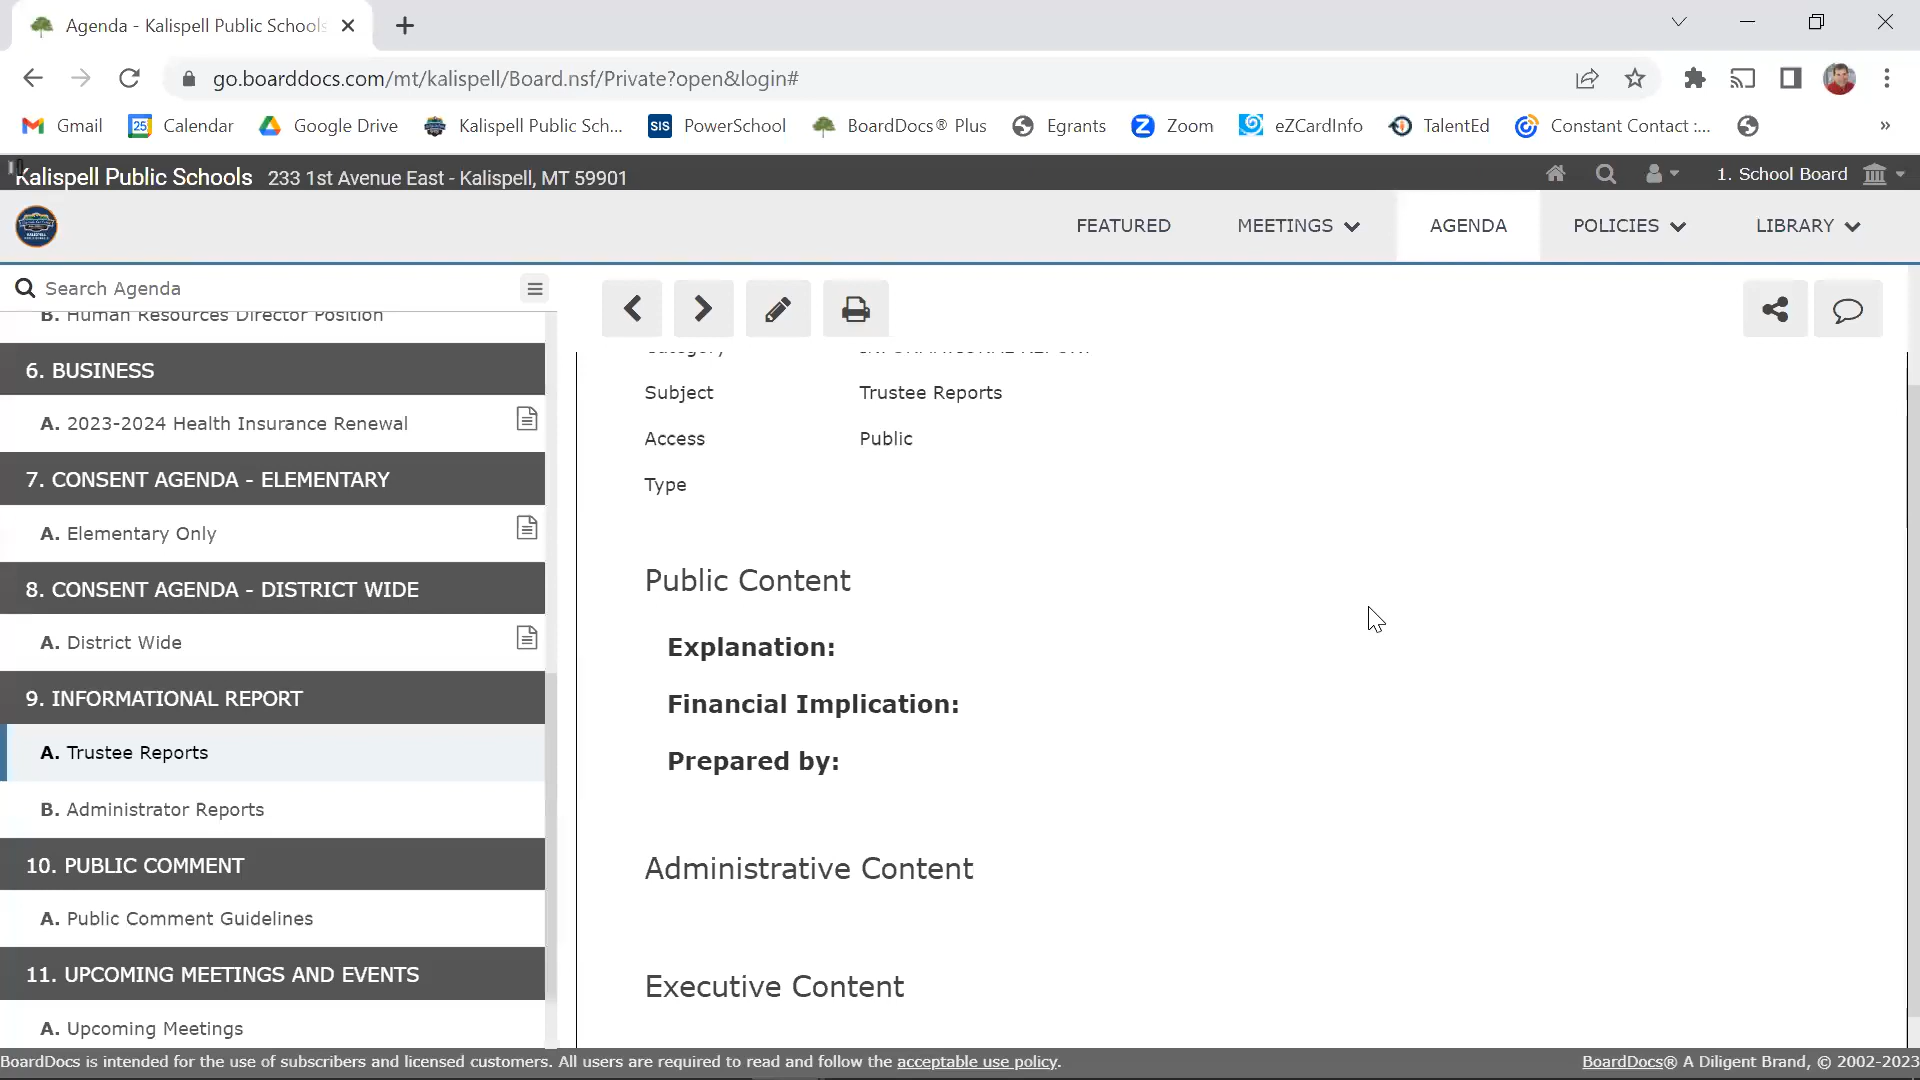 Agenda - Kalispell Public Schools
go.boarddocs.com/mt/kalispell/Board.nsf/Private?open&login#
Gmail
25
Calendar
Google Drive
Kalispell Public Sch...
SIS
PowerSchool
BoardDocs® Plus
Egrants
Z
Zoom
eZCardInfo
TalentEd
Constant Contact :...
»
Kalispell Public Schools 233 1st Avenue East - Kalispell, MT 59901
1. School Board
FEATURED
MEETINGS
AGENDA
POLICIES
LIBRARY
Search Agenda
B. Human Resources Director Position
6. BUSINESS
A. 2023-2024 Health Insurance Renewal
7. CONSENT AGENDA - ELEMENTARY
A. Elementary Only
8. CONSENT AGENDA - DISTRICT WIDE
A. District Wide
9. INFORMATIONAL REPORT
A. Trustee Reports
B. Administrator Reports
10. PUBLIC COMMENT
A. Public Comment Guidelines
11. UPCOMING MEETINGS AND EVENTS
A. Upcoming Meetings
Category
Subject Trustee Reports
Access Public
Type
Public Content
Explanation:
Financial Implication:
Prepared by:
Administrative Content
Executive Content
BoardDocs is intended for the use of subscribers and licensed customers. All users are required to read and follow the acceptable use policy.
BoardDocs® A Diligent Brand, © 2002-2023